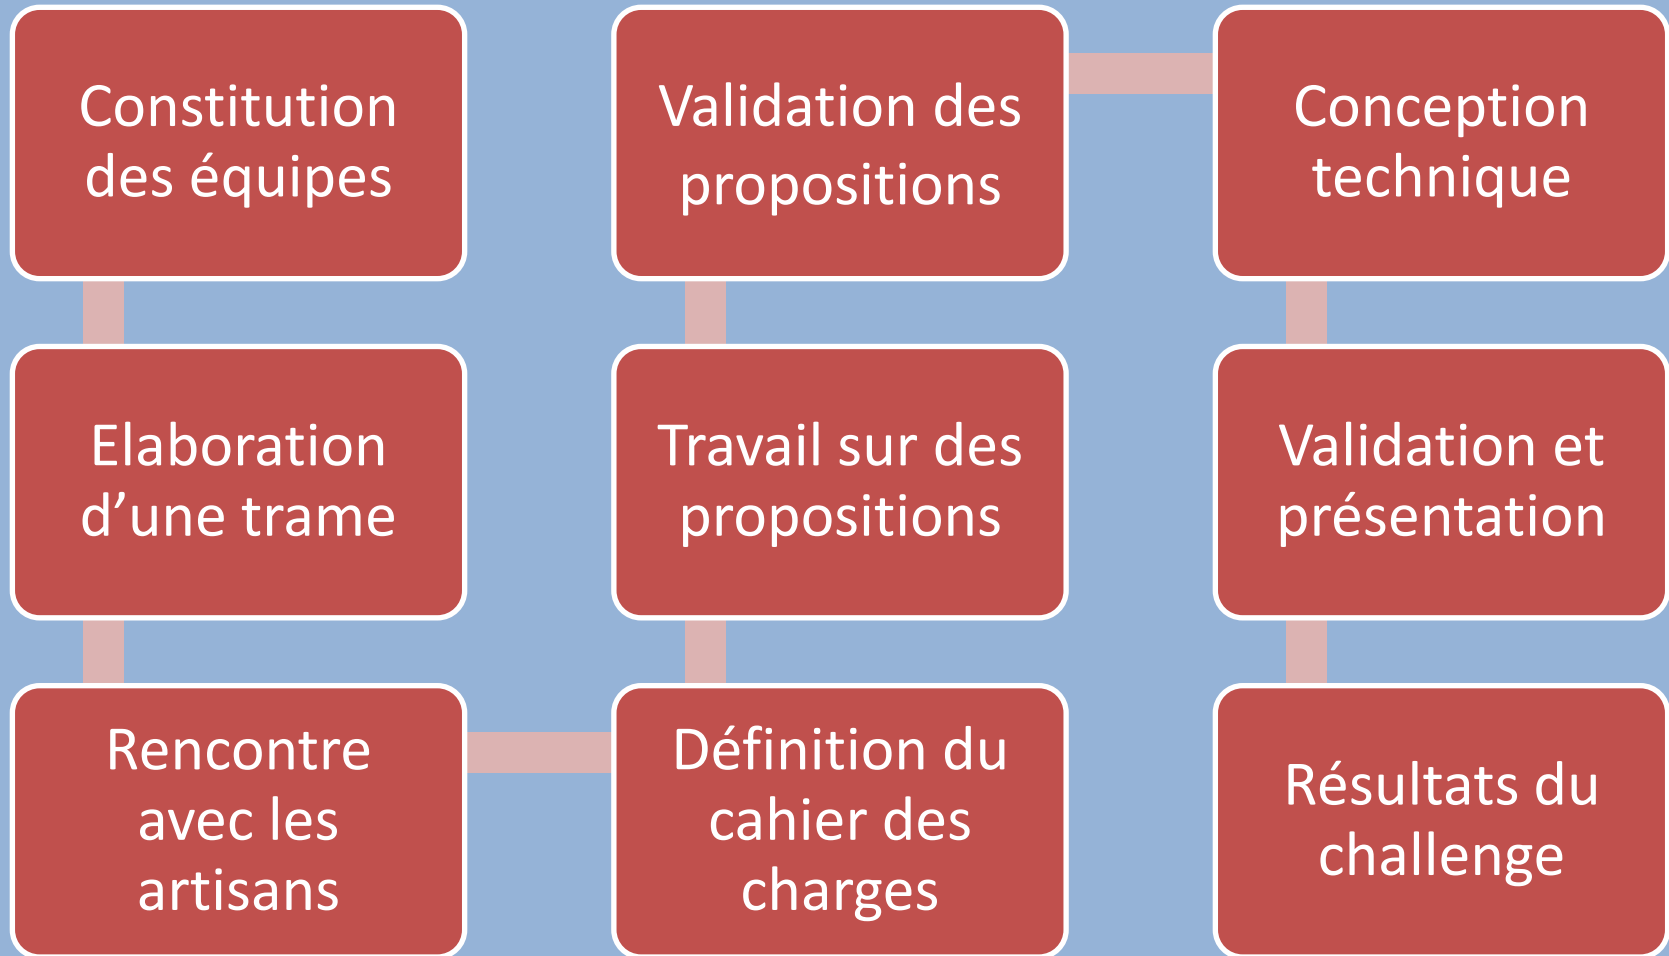 Constitution
des équipes
Elaboration
d’une trame
Rencontre
avec les
artisans
Définition du
cahier des
charges
Travail sur des
propositions
Validation des
propositions
Conception
technique
Validation et
présentation
Résultats du
challenge